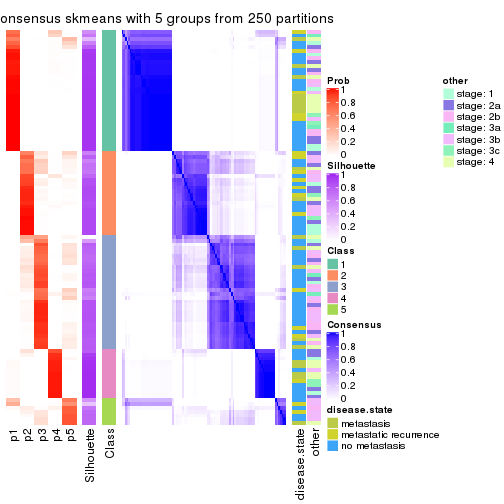 onsensus skmeans with 5 groups from 250 partitions
Prob
1
0.8
0.6
0.4
0.2
0
Silhouette
1
0.8
0.6
0.4
0.2
0
Class
1
2
3
4
5
Consensus
1
0.8
0.6
0.4
0.2
0
disease.state
metastasis
metastatic recurrence
no metastasis
other
stage: 1
stage: 2a
stage: 2b
stage: 3a
stage: 3b
stage: 3c
stage: 4
p1
p2
p3
p4
p5
Silhouette
Class
disease.state
other